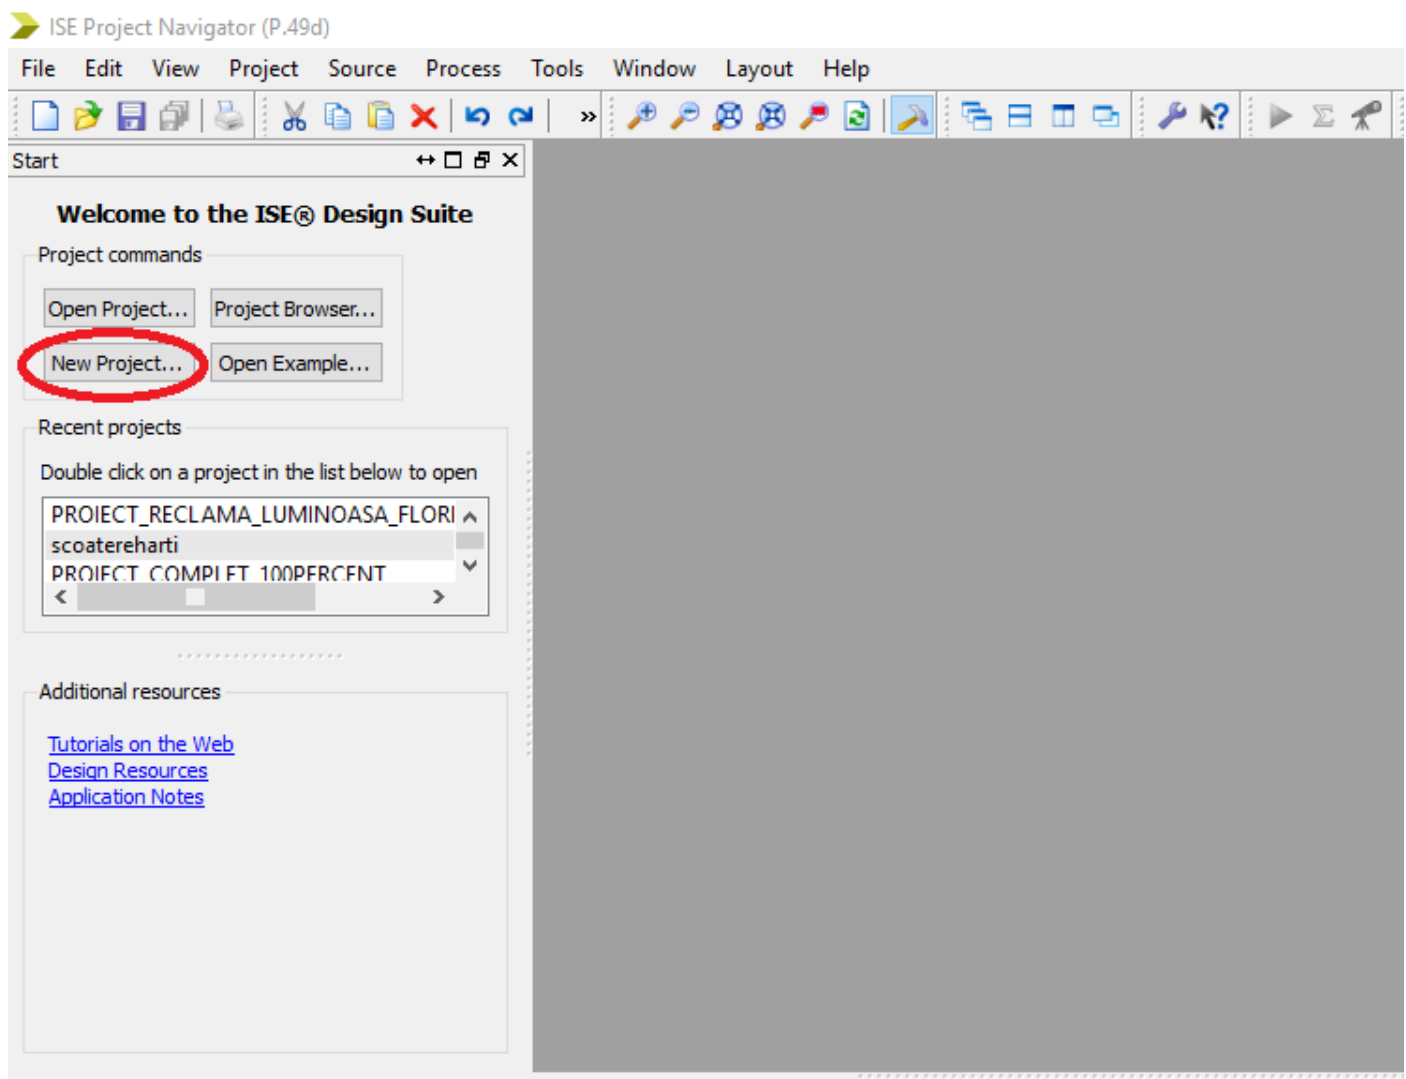 ISE Project Navigator (P.49d)
File Edit View Project Source Process Tools Window Layout Help
Start
Welcome to the ISE® Design Suite
Project commands
Open Project... Project Browser...
New Project... Open Example...
Recent projects
Double click on a project in the list below to open
PROIECT_RECLAMA_LUMINOASA_FLORI
scoatereharti
PROIECT_COMPLET_100PERCENT
Additional resources
Tutorials on the Web
Design Resources
Application Notes